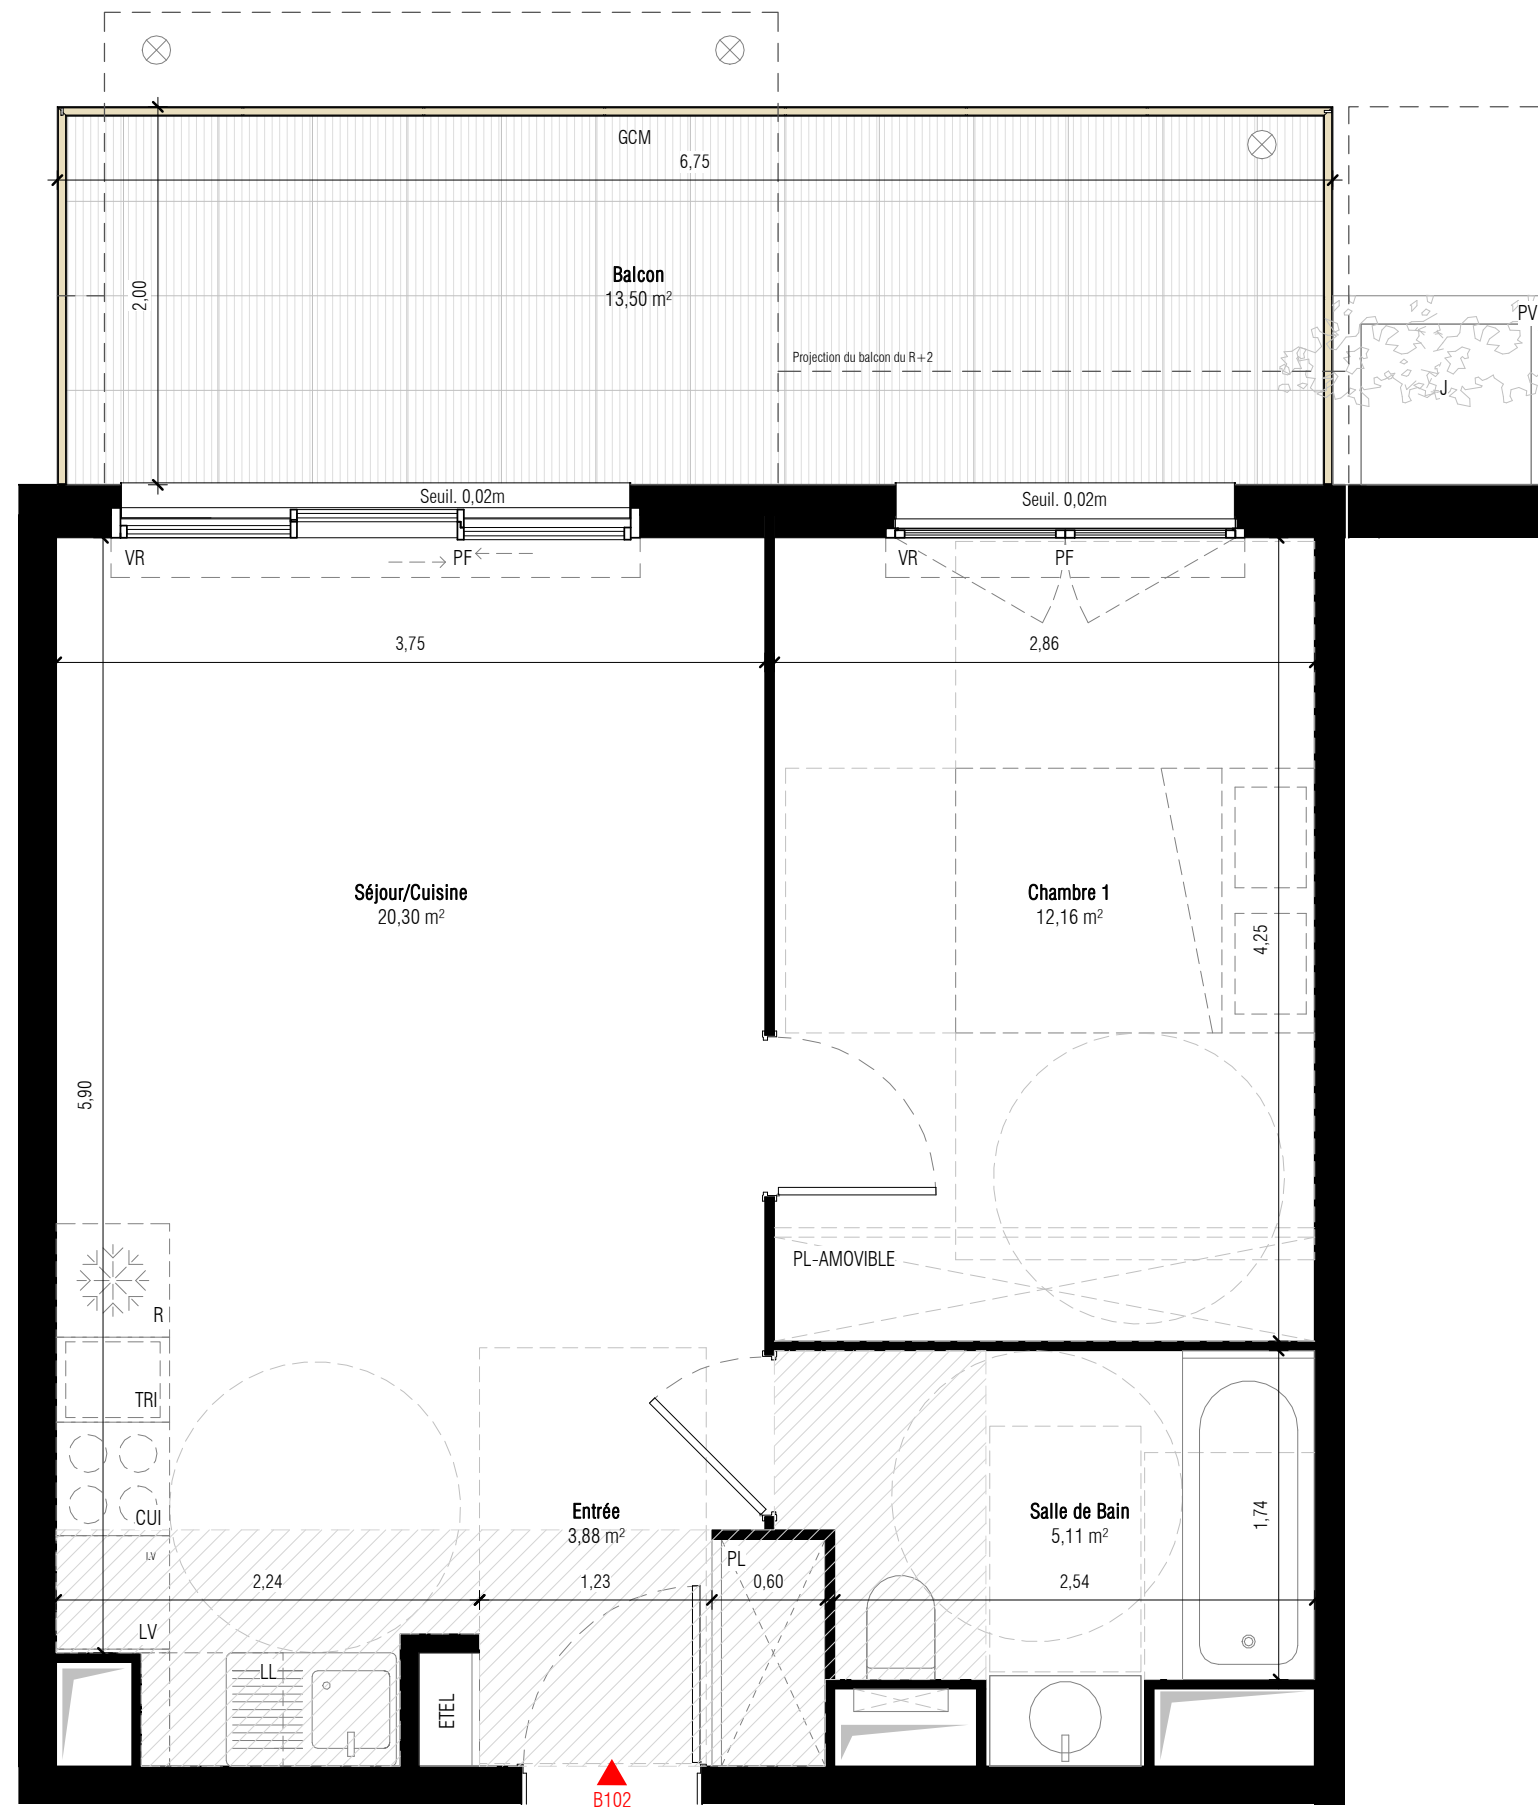 GCM
6,75
2,00
Balcon
13,50 m²
Projection du balcon du R+2
PV
J
Seuil. 0,02m
Seuil. 0,02m
VR
PF
VR
PF
3,75
2,86
Séjour/Cuisine
20,30 m²
Chambre 1
12,16 m²
4,25
5,90
PL-AMOVIBLE
R
TRI
CUI
LV
Entrée
3,88 m²
Salle de Bain
5,11 m²
1,74
PL
2,24
1,23
0,60
2,54
LV
LL
ETEL
B102